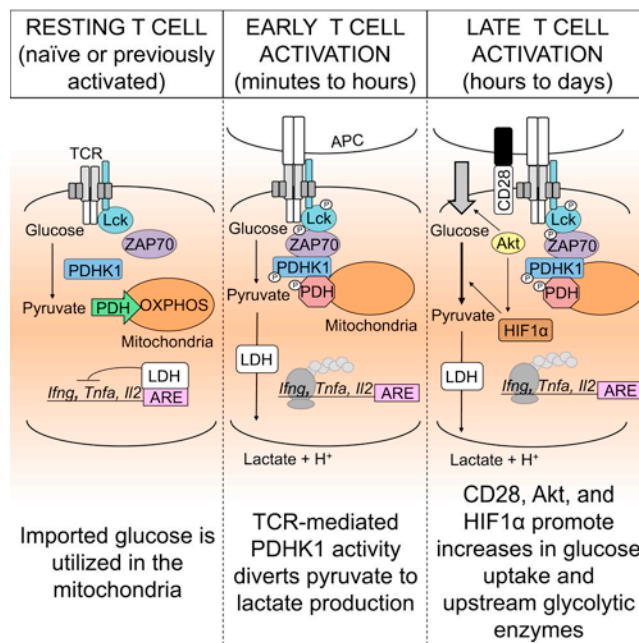 RESTING T CELL
(naïve or previously
activated)
EARLY T CELL
ACTIVATION
(minutes to hours)
LATE T CELL
ACTIVATION
(hours to days)
TCR
Lck
Glucose
ZAP70
PDHK1
Pyruvate
PDH
OXPHOS
Mitochondria
LDH
Ifng, Tnfa, Il2
ARE
Imported glucose is
utilized in the
mitochondria
APC
P
Lck
Glucose
P
ZAP70
PDHK1
P
P
Pyruvate
PDH
Mitochondria
LDH
Ifng, Tnfa, Il2
ARE
Lactate + H+
TCR-mediated
PDHK1 activity
diverts pyruvate to
lactate production
CD28
P
Lck
Glucose
P
Akt
ZAP70
PDHK1
P
P
PDH
Pyruvate
HIF1α
LDH
Ifng, Tnfa, Il2
ARE
Lactate + H+
CD28, Akt, and
HIF1α promote
increases in glucose
uptake and
upstream glycolytic
enzymes